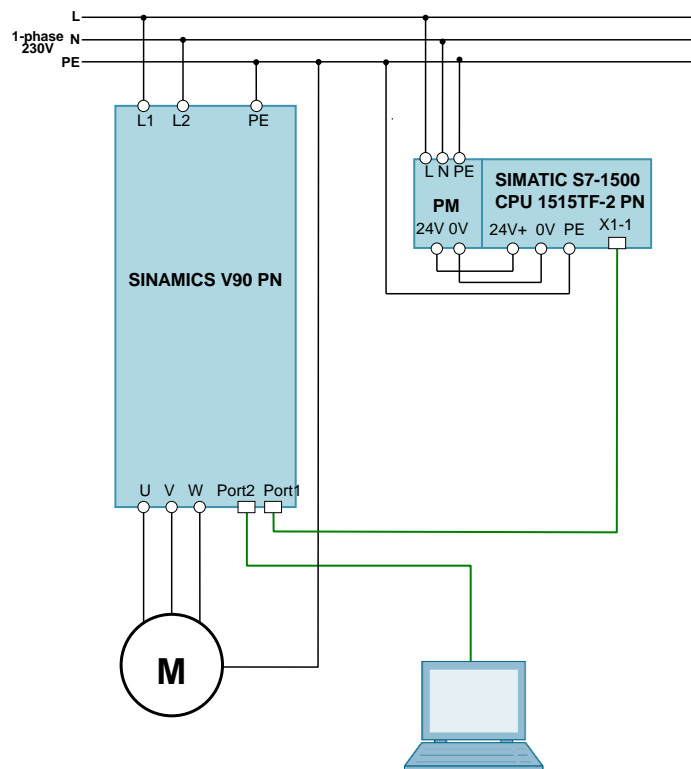 L
1-phase N
230V
PE
L1 L2 PE
L N PE
SIMATIC S7-1500
CPU 1515TF-2 PN
PM
24V 0V 24V+ 0V PE X1-1
SINAMICS V90 PN
U V W Port2 Port1
M